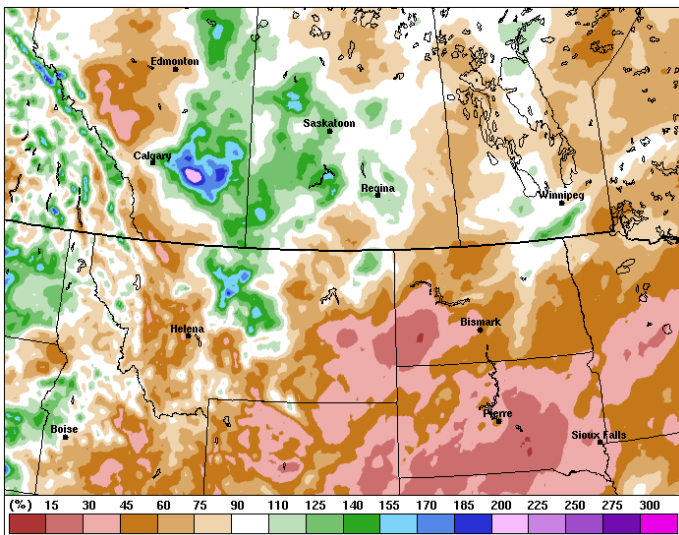 Edmonton
Saskatoon
Calgary
Regina
Winnipeg
Helena
Bismark
Pierre
Boise
Sioux Falls
(%) 15 30 45 60 75 90 110 125 140 155 170 185 200 225 250 275 300